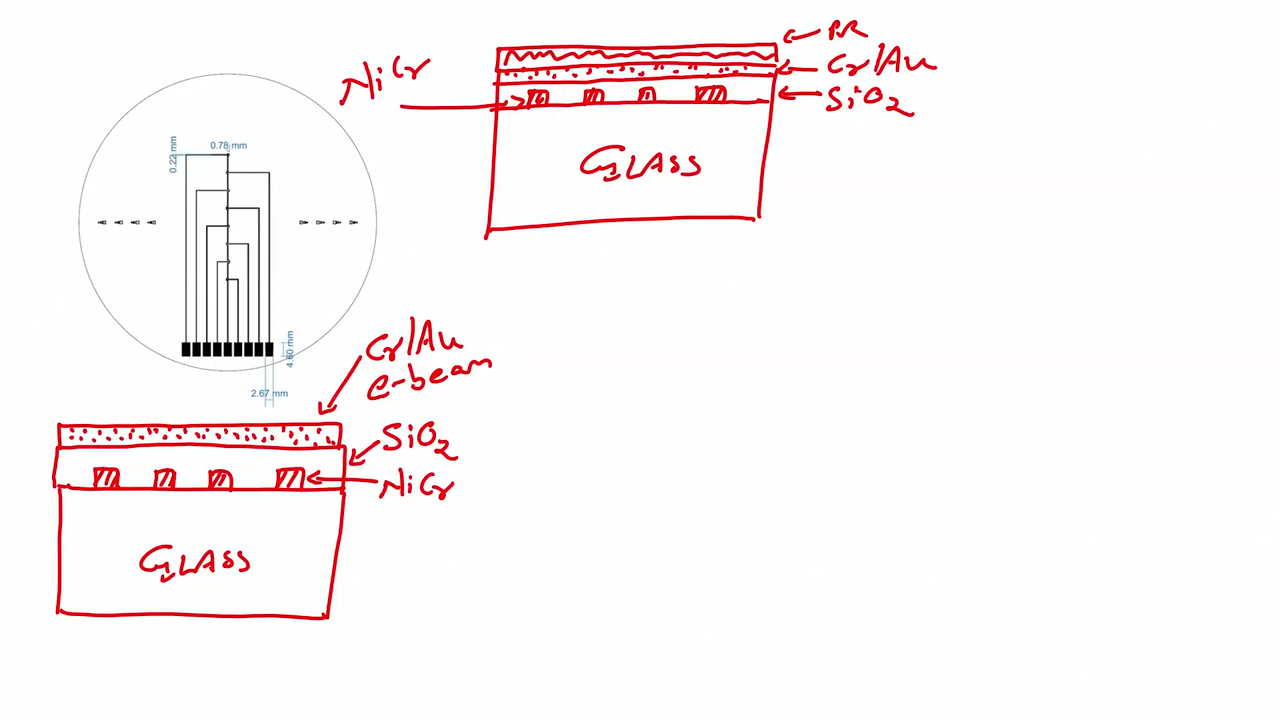 0.78 mm
0.22 mm
4.60 mm
2.67 mm
NiCr
PR
Cr/Au
SiO2
GLASS
Cr/Au
e-beam
SiO2
NiCr
GLASS